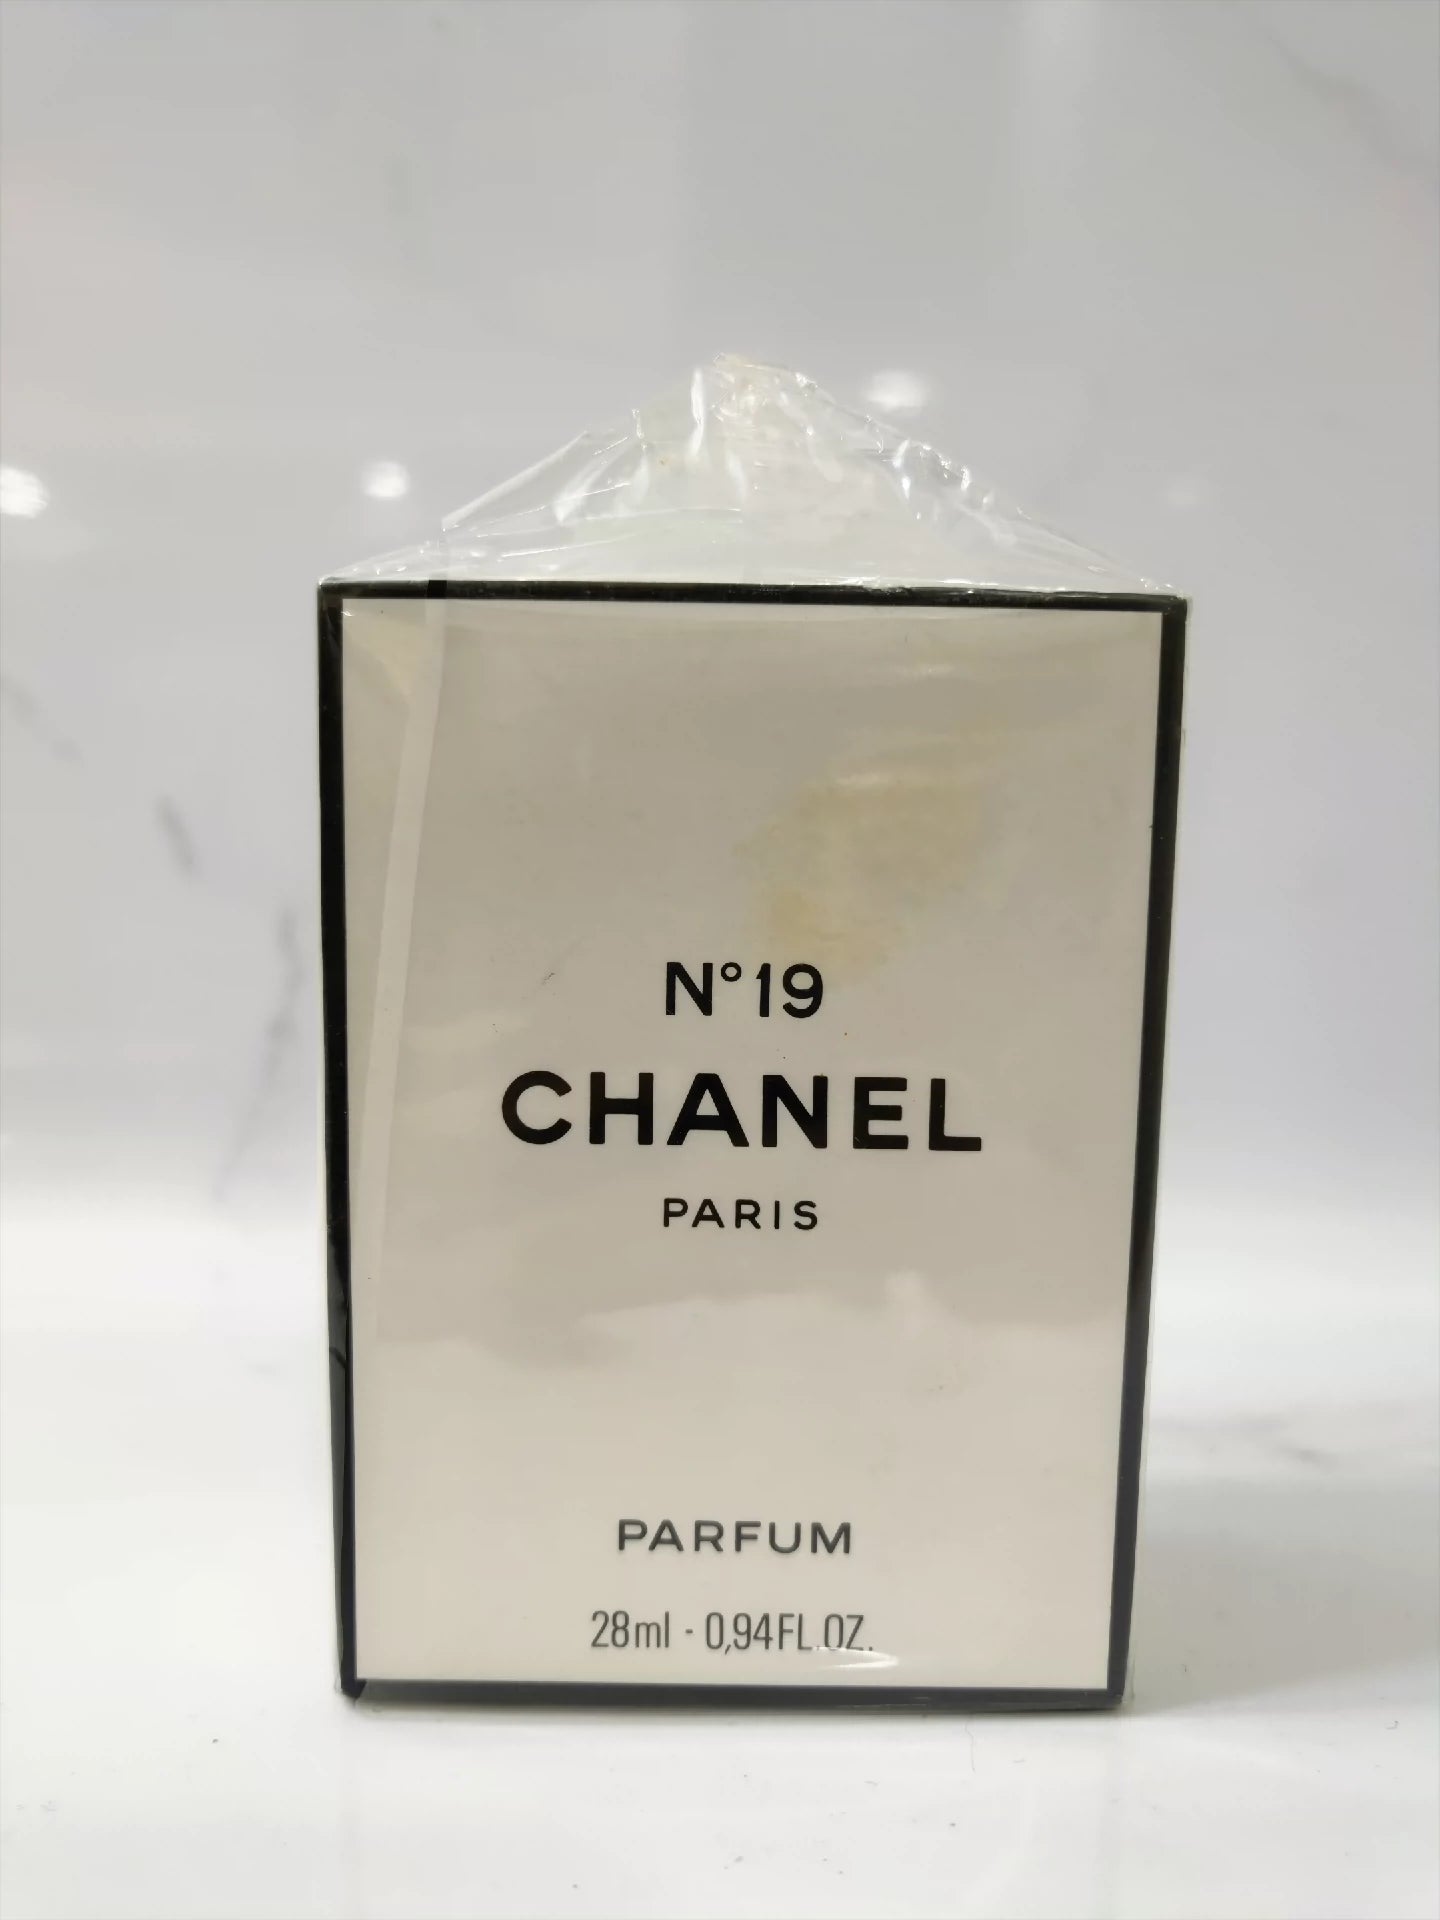 N°19
CHANEL
PARIS
PARFUM
28ml - 0,94FL.OZ.